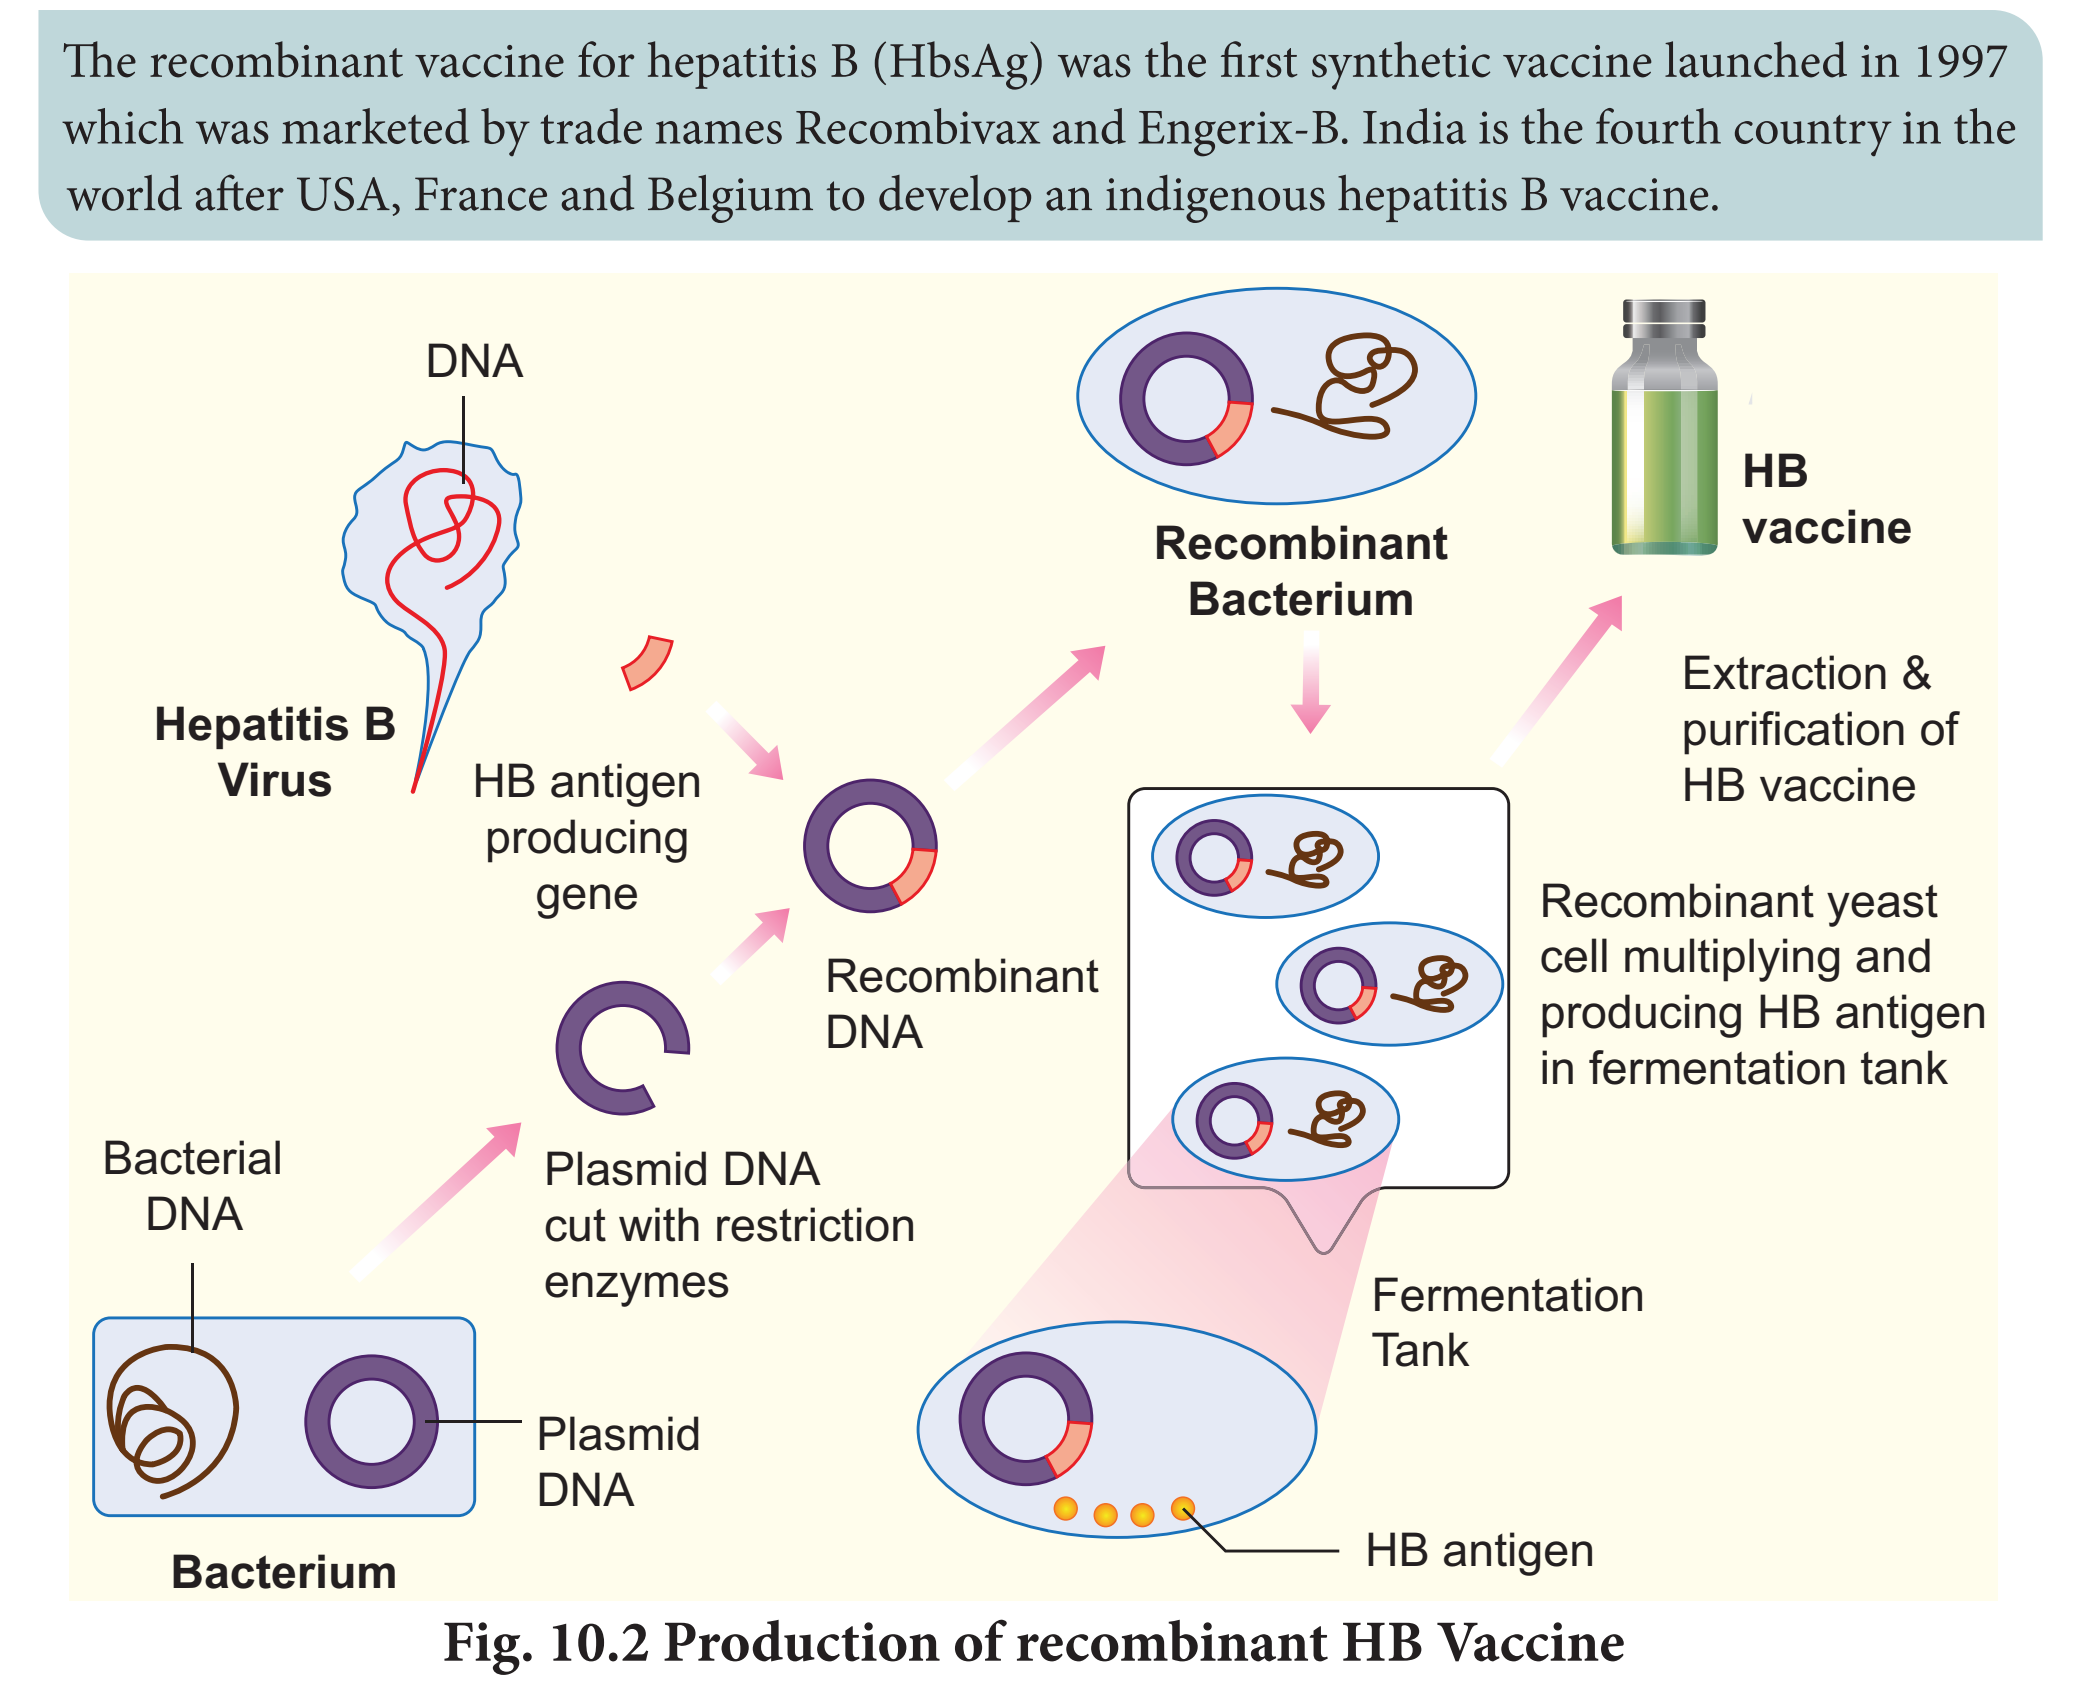 The recombinant vaccine for hepatitis B (HbsAg) was the first synthetic vaccine launched in 1997
which was marketed by trade names Recombivax and Engerix-B. India is the fourth country in the
world after USA, France and Belgium to develop an indigenous hepatitis B vaccine.
DNA
Hepatitis B
Virus
HB antigen
producing
gene
Recombinant
DNA
Plasmid DNA
cut with restriction
enzymes
Bacterial
DNA
Plasmid
DNA
Bacterium
Recombinant
Bacterium
HB
vaccine
Extraction &
purification of
HB vaccine
Recombinant yeast
cell multiplying and
producing HB antigen
in fermentation tank
Fermentation
Tank
HB antigen
Fig. 10.2 Production of recombinant HB Vaccine